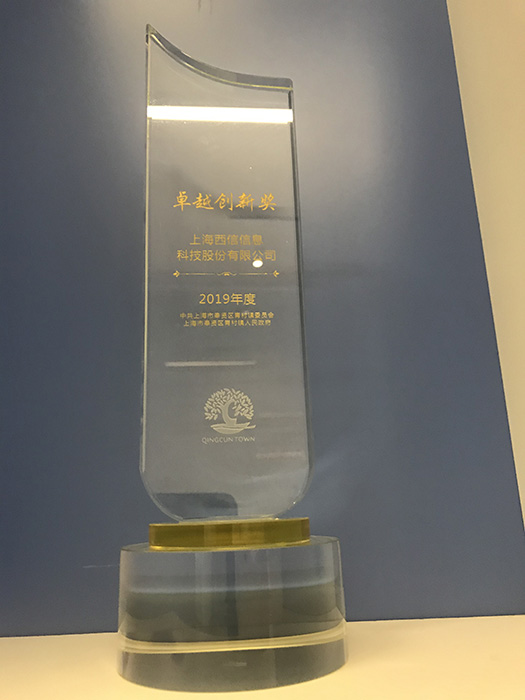 卓越创新奖
上海西信信息
科技股份有限公司
2019年度
中共上海市奉贤区青村镇委员会
上海市奉贤区青村镇人民政府
QINGCUN TOWN